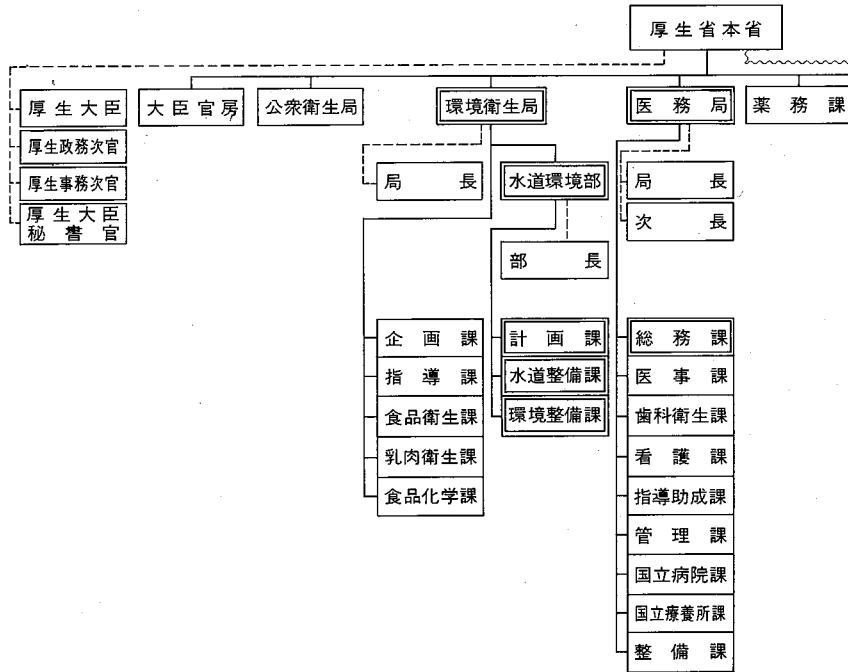 厚生省本省
厚生大臣
大臣官房
公衆衛生局
環境衛生局
医務局
薬務課
厚生政務次官
厚生事務次官
厚生大臣
秘書官
局長
水道環境部
局長
次長
部長
企画課
計画課
総務課
指導課
水道整備課
医事課
食品衛生課
環境整備課
歯科衛生課
乳肉衛生課
看護課
食品化学課
指導助成課
管理課
国立病院課
国立療養所課
整備課